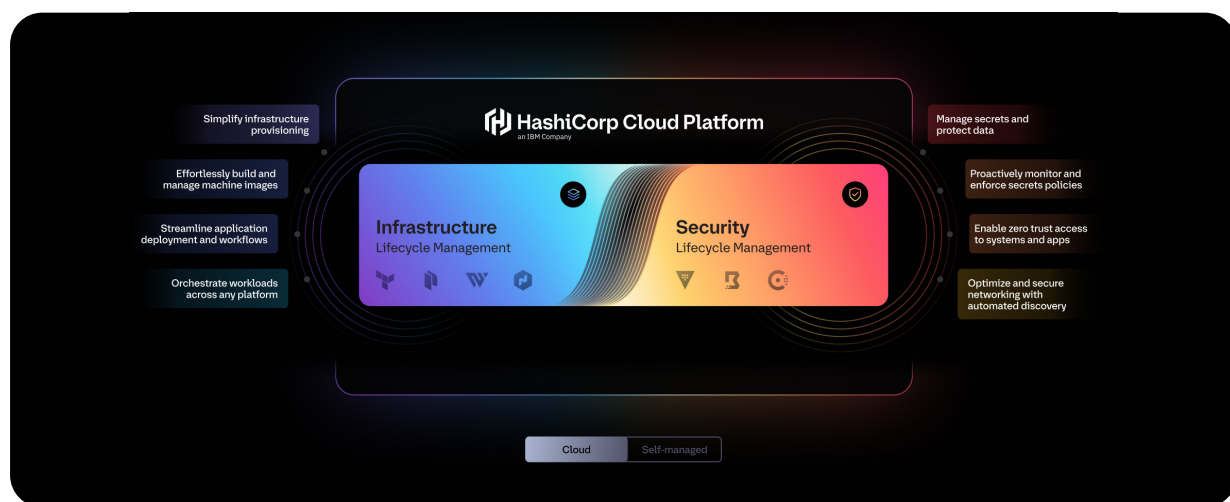 HashiCorp Cloud Platform
an IBM Company
Simplify infrastructure
provisioning
Effortlessly build and
manage machine images
Streamline application
deployment and workflows
Orchestrate workloads
across any platform
Infrastructure
Lifecycle Management
Security
Lifecycle Management
Manage secrets and
protect data
Proactively monitor and
enforce secrets policies
Enable zero trust access
to systems and apps
Optimize and secure
networking with
automated discovery
Cloud
Self-managed